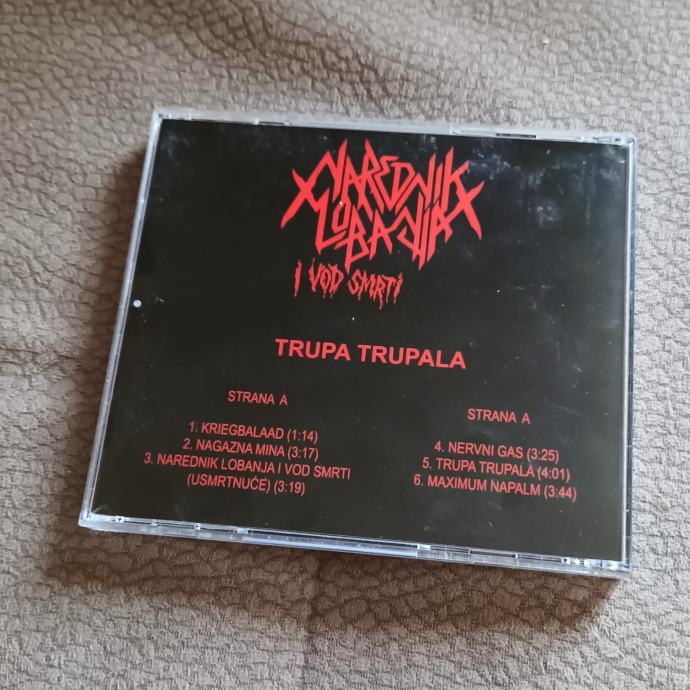 NAREDNIK
LOBANJA
I VOD SMRTI
TRUPA TRUPALA
STRANA A
1. KRIEGBALAAD (1:14)
2. NAGAZNA MINA (3:17)
3. NAREDNIK LOBANJA I VOD SMRTI
(USMRTNUĆE) (3:19)
STRANA A
4. NERVNI GAS (3:25)
5. TRUPA TRUPALA (4:01)
6. MAXIMUM NAPALM (3:44)